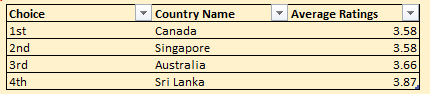 Choice Country Name Average Ratings
1st Canada 3.58
2nd Singapore 3.58
3rd Australia 3.66
4th Sri Lanka 3.87